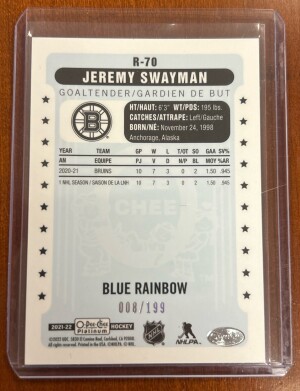 R-70
JEREMY SWAYMAN
GOALTENDER/GARDIEN DE BUT
B
HT/HAUT: 6'3" WT/PDS: 195 lbs.
CATCHES/ATTRAPE: Left/Gauche
BORN/NÉ: November 24, 1998
Anchorage, Alaska
YEAR TEAM GP W L T/OT SO GAA SV%
AN EQUIPE PJ V D N/P BL MOY %AR
2020-21 BRUINS 10 7 3 0 2 1.50 .945
1 NHL SEASON / SAISON DE LA LNH 10 7 3 0 2 1.50 .945
BLUE RAINBOW
008/199
2021-22 O-Pee-Chee Platinum HOCKEY
NHL
NHLPA